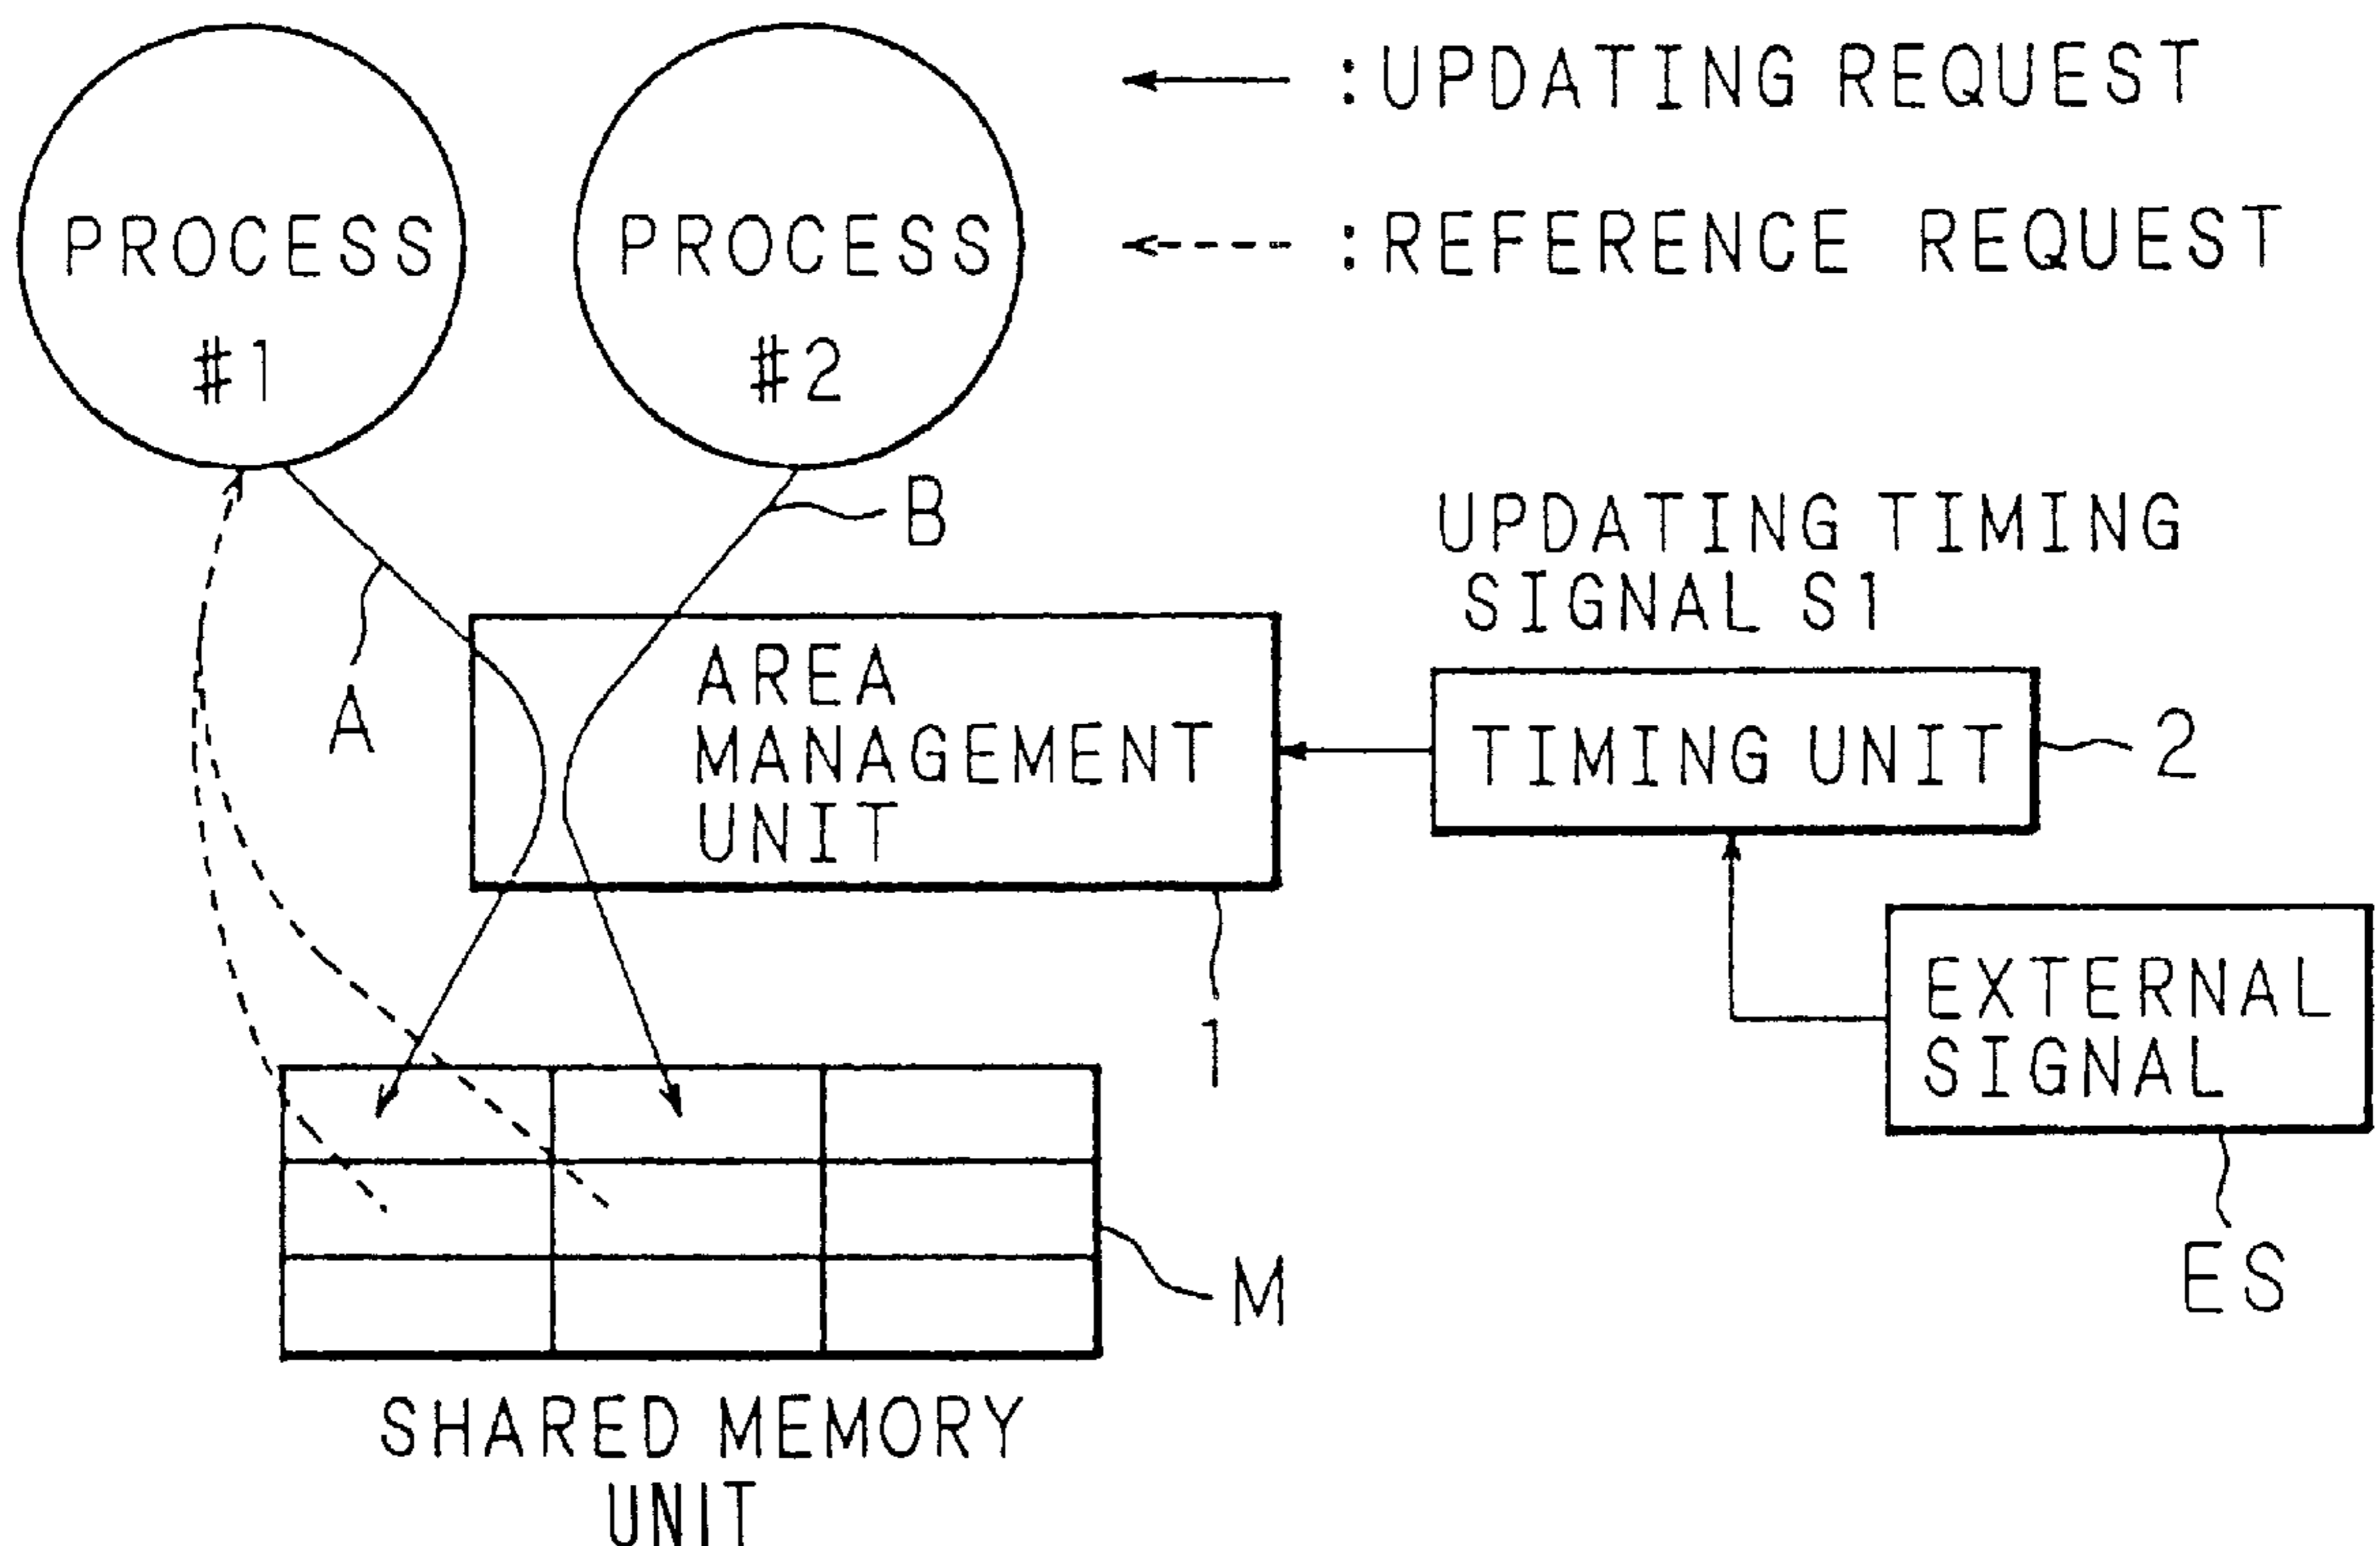 PROCESS
#1
PROCESS
#2
:UPDATING REQUEST
:REFERENCE REQUEST
A
B
UPDATING TIMING
SIGNAL S1
AREA
MANAGEMENT
UNIT
1
TIMING UNIT
2
EXTERNAL
SIGNAL
ES
M
SHARED MEMORY
UNIT